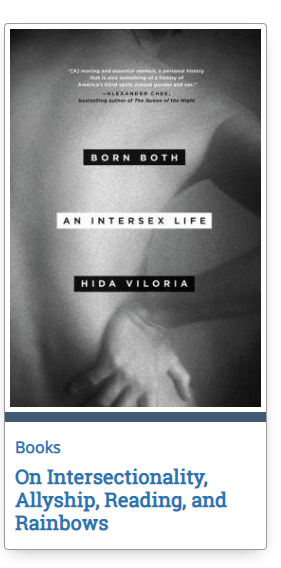 "[A] moving and essential memoir, a personal history
that is also something of a history of
America's blind spots around gender and sex."
—ALEXANDER CHEE,
bestselling author of The Queen of the Night
BORN BOTH
AN INTERSEX LIFE
HIDA VILORIA
Books
On Intersectionality,
Allyship, Reading, and
Rainbows